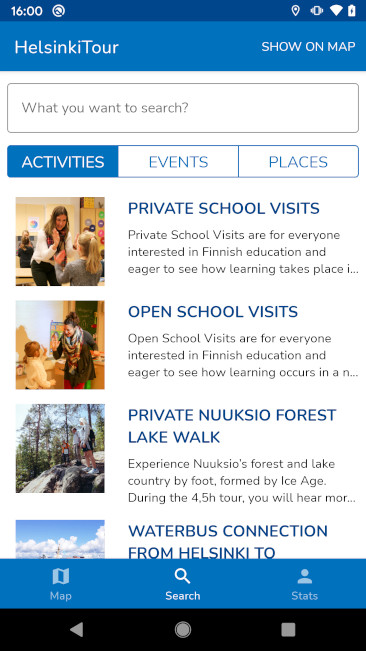 16:00
HelsinkiTour
SHOW ON MAP
What you want to search?
ACTIVITIES
EVENTS
PLACES
PRIVATE SCHOOL VISITS
Private School Visits are for everyone
interested in Finnish education and
eager to see how learning takes place i...
OPEN SCHOOL VISITS
Open School Visits are for everyone
interested in Finnish education and
eager to see how learning occurs in a n...
PRIVATE NUUKSIO FOREST
LAKE WALK
Experience Nuuksio's forest and lake
country by foot, formed by Ice Age.
During the 4,5h tour, you will hear mor...
WATERBUS CONNECTION
FROM HELSINKI TO
Map
Search
Stats